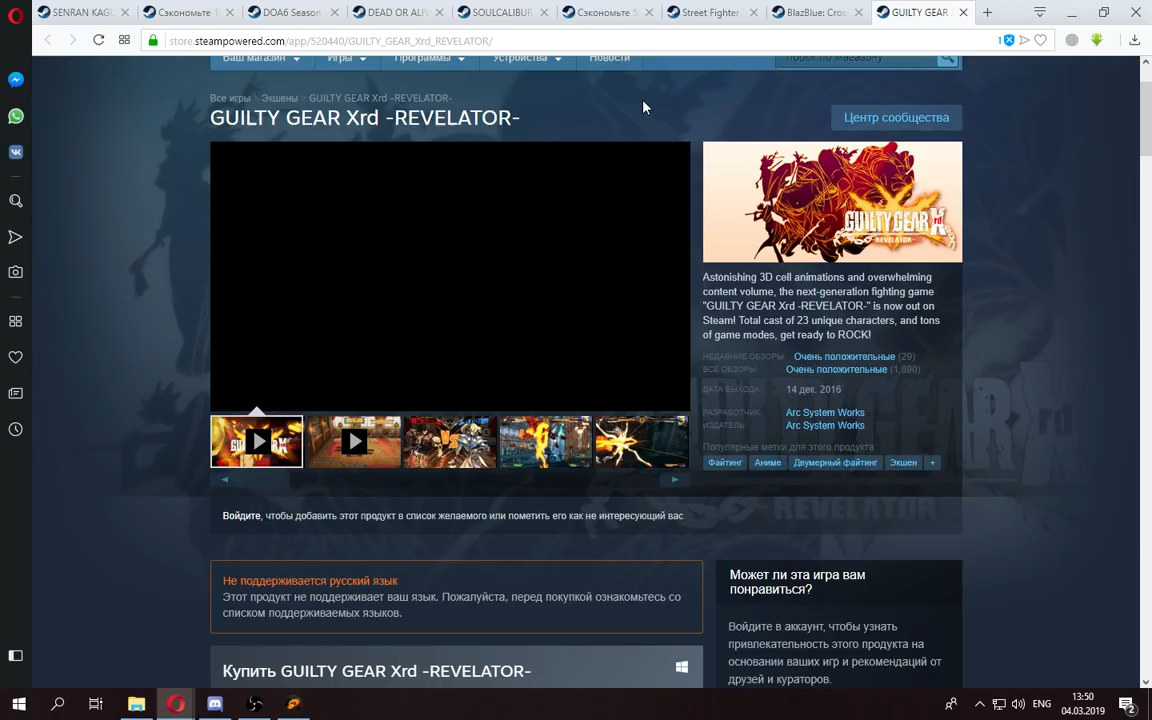 SENRAN KAGU
Сэкономьте 1
DOA6 Season
DEAD OR ALIV
SOULCALIBUR
Сэкономьте 5
Street Fighter
BlazBlue: Cros
GUILTY GEAR
store.steampowered.com/app/520440/GUILTY_GEAR_Xrd_REVELATOR/
1
Ваш магазин
Игры
Программы
Устройства
Новости
поиск по магазину
Все игры > Экшены > GUILTY GEAR Xrd -REVELATOR-
GUILTY GEAR Xrd -REVELATOR-
Центр сообщества
GUILTY GEAR Xrd
-REVELATOR-
Astonishing 3D cell animations and overwhelming
content volume, the next-generation fighting game
"GUILTY GEAR Xrd -REVELATOR-" is now out on
Steam! Total cast of 23 unique characters, and tons
of game modes, get ready to ROCK!
НЕДАВНИЕ ОБЗОРЫ: Очень положительные (29)
ВСЕ ОБЗОРЫ: Очень положительные (1,890)
ДАТА ВЫХОДА: 14 дек. 2016
РАЗРАБОТЧИК: Arc System Works
ИЗДАТЕЛЬ: Arc System Works
Популярные метки для этого продукта:
Файтинг
Аниме
Двумерный файтинг
Экшен
+
VS
Войдите, чтобы добавить этот продукт в список желаемого или пометить его как не интересующий вас
Не поддерживается русский язык
Этот продукт не поддерживает ваш язык. Пожалуйста, перед покупкой ознакомьтесь со
списком поддерживаемых языков.
Может ли эта игра вам
понравиться?
Войдите в аккаунт, чтобы узнать
привлекательность этого продукта на
основании ваших игр и рекомендаций от
друзей и кураторов.
Купить GUILTY GEAR Xrd -REVELATOR-
ENG
13:50
04.03.2019
2